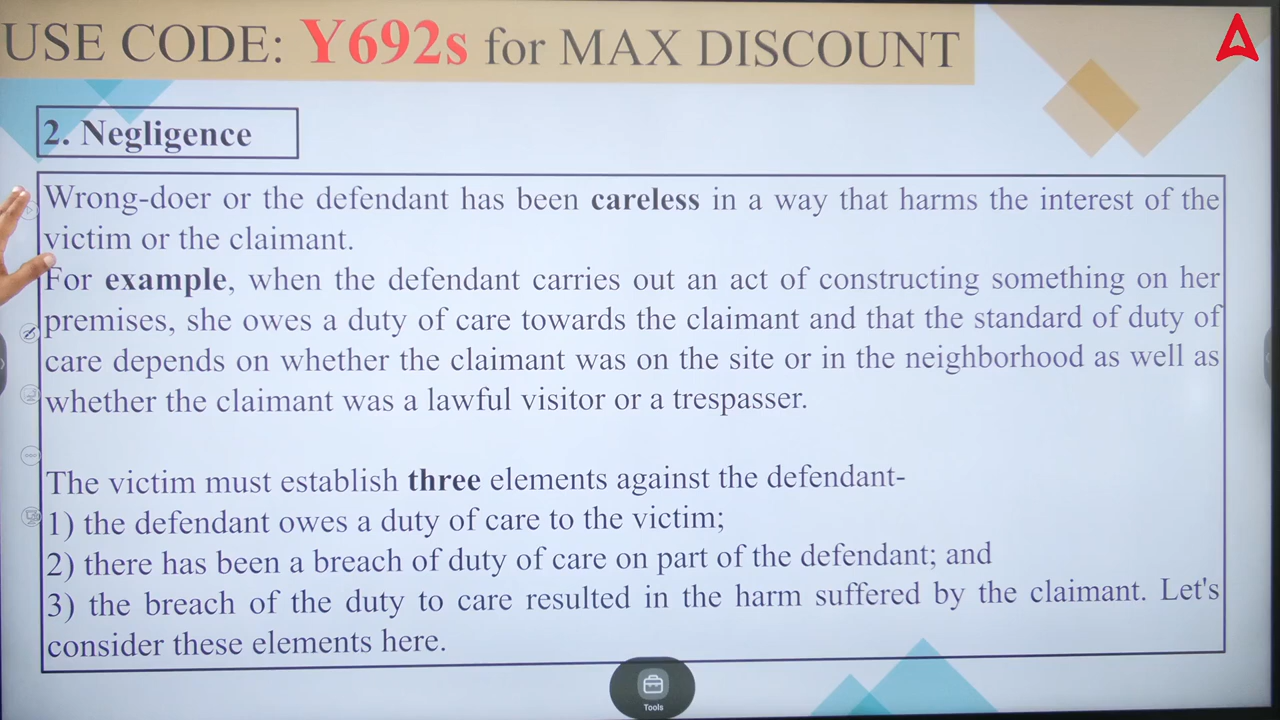 USE CODE: Y692s for MAX DISCOUNT
2. Negligence
Wrong-doer or the defendant has been careless in a way that harms the interest of the
victim or the claimant.
For example, when the defendant carries out an act of constructing something on her
premises, she owes a duty of care towards the claimant and that the standard of duty of
care depends on whether the claimant was on the site or in the neighborhood as well as
whether the claimant was a lawful visitor or a trespasser.
The victim must establish three elements against the defendant-
1) the defendant owes a duty of care to the victim;
2) there has been a breach of duty of care on part of the defendant; and
3) the breach of the duty to care resulted in the harm suffered by the claimant. Let's
consider these elements here.
Tools